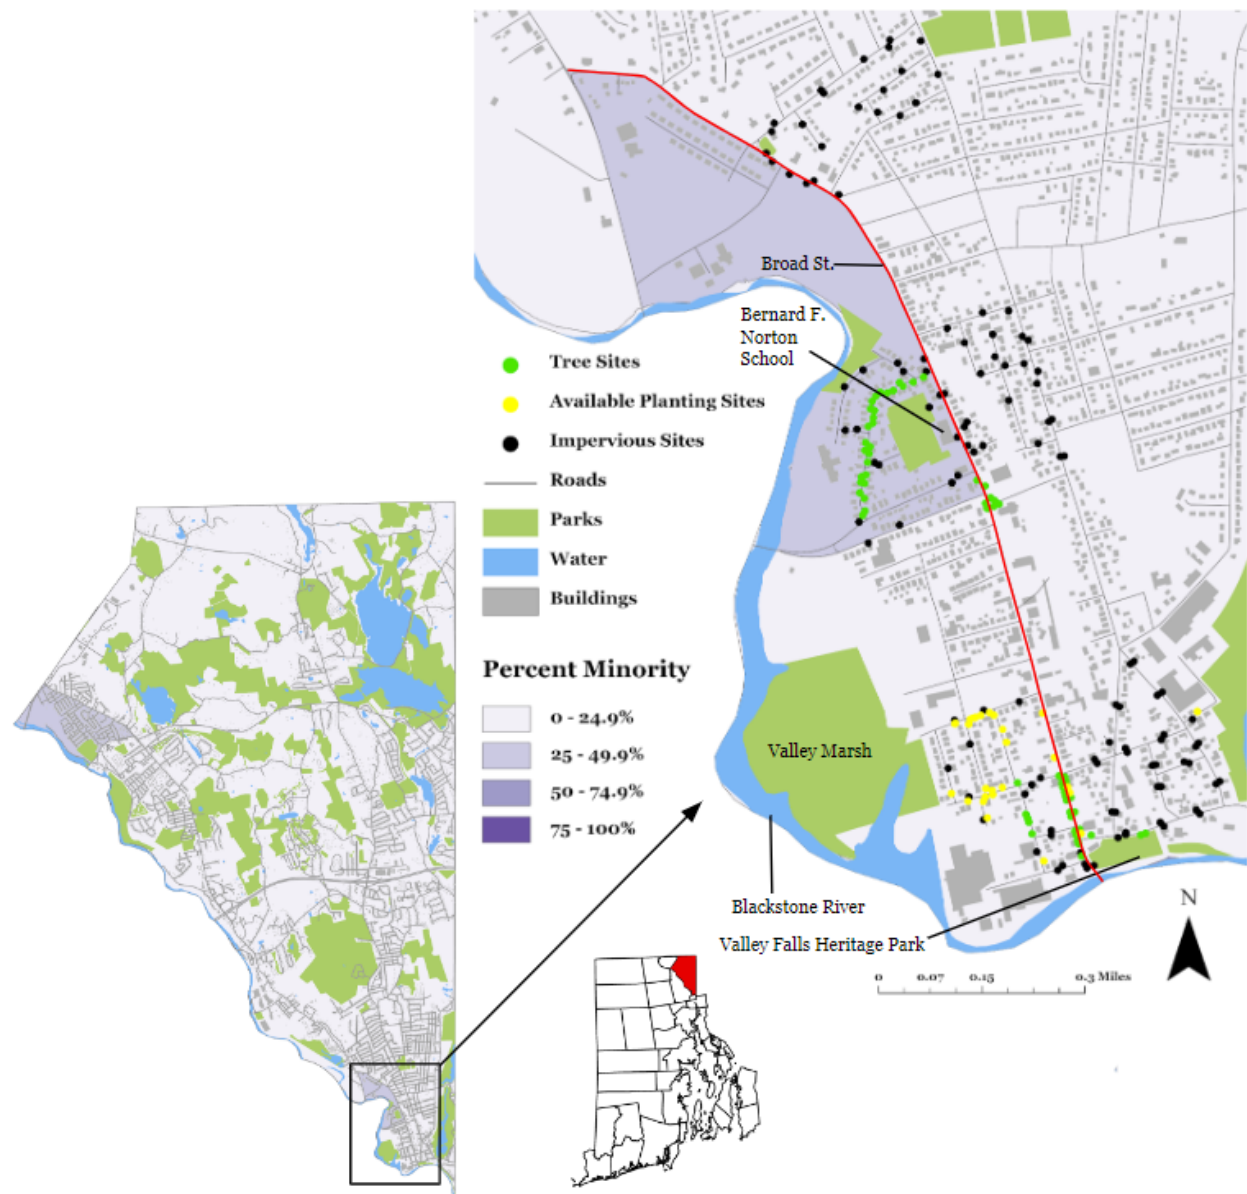 Broad St.
Bernard F.
Norton
School
Tree Sites
Available Planting Sites
Impervious Sites
Roads
Parks
Water
Buildings
Percent Minority
0 - 24.9%
25 - 49.9%
50 - 74.9%
75 - 100%
Valley Marsh
Blackstone River
Valley Falls Heritage Park
N
0 0.07 0.15 0.3 Miles